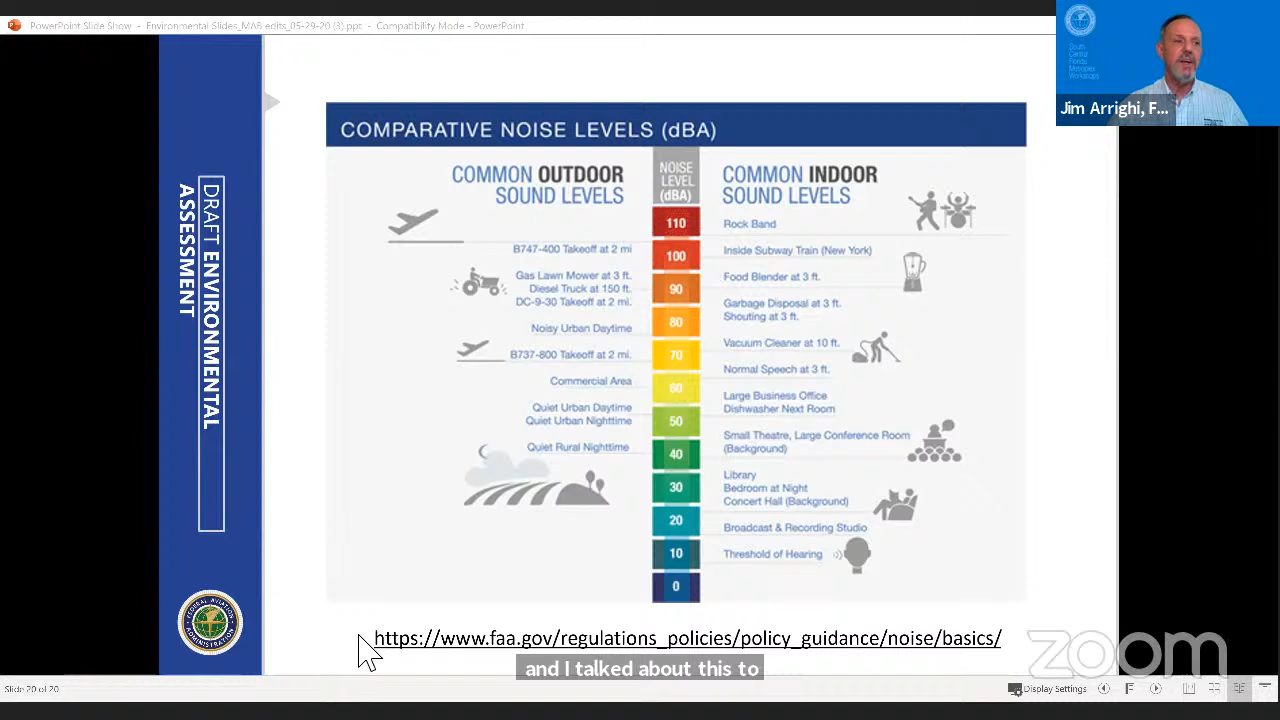 PowerPoint Slide Show - Environmental Slides_MAB edits_05-29-20 (3).ppt - Compatibility Mode - PowerPoint
South
Central
Florida
Metroplex
Workshops
Jim Arrighi, F...
DRAFT ENVIRONMENTAL
ASSESSMENT
COMPARATIVE NOISE LEVELS (dBA)
COMMON OUTDOOR
SOUND LEVELS
NOISE
LEVEL
(dBA)
COMMON INDOOR
SOUND LEVELS
110
Rock Band
B747-400 Takeoff at 2 mi
100
Inside Subway Train (New York)
Gas Lawn Mower at 3 ft.
Diesel Truck at 150 ft.
DC-9-30 Takeoff at 2 mi.
90
Food Blender at 3 ft.
Garbage Disposal at 3 ft.
Shouting at 3 ft.
Noisy Urban Daytime
80
Vacuum Cleaner at 10 ft.
B737-800 Takeoff at 2 mi.
70
Normal Speech at 3 ft.
Commercial Area
60
Large Business Office
Dishwasher Next Room
Quiet Urban Daytime
Quiet Urban Nighttime
50
Small Theatre, Large Conference Room
(Background)
Quiet Rural Nighttime
40
Library
Bedroom at Night
Concert Hall (Background)
30
20
Broadcast & Recording Studio
10
Threshold of Hearing
0
FEDERAL AVIATION
ADMINISTRATION
https://www.faa.gov/regulations_policies/policy_guidance/noise/basics/
and I talked about this to
zoom
Slide 20 of 20
Display Settings